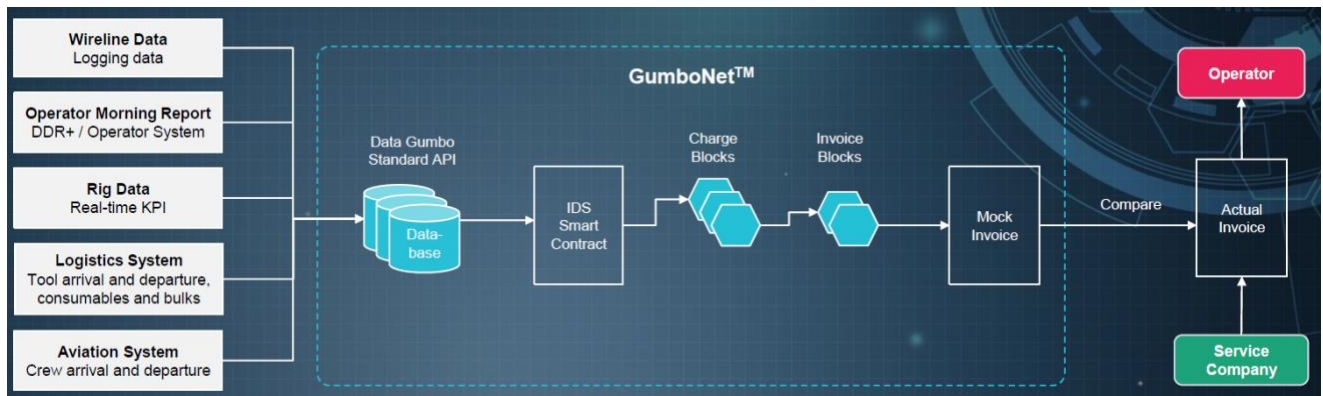 Wireline Data
Logging data
Operator Morning Report
DDR+ / Operator System
Rig Data
Real-time KPI
Logistics System
Tool arrival and departure,
consumables and bulks
Aviation System
Crew arrival and departure
GumboNet™
Data Gumbo
Standard API
Data-
base
IDS
Smart
Contract
Charge
Blocks
Invoice
Blocks
Mock
Invoice
Compare
Operator
Actual
Invoice
Service
Company